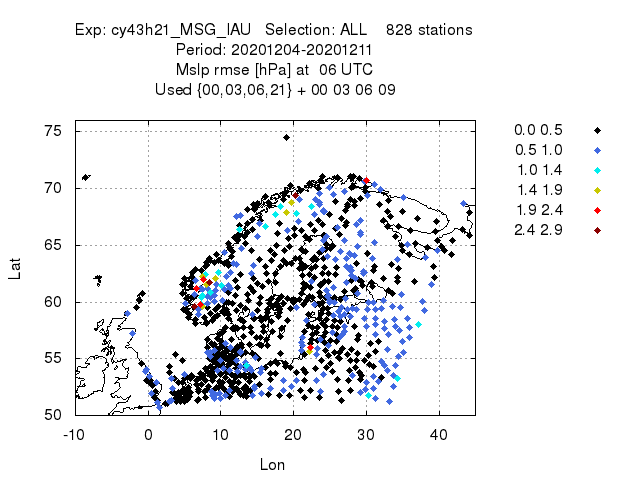 Exp: cy43h21_MSG_IAU Selection: ALL 828 stations
Period: 20201204-20201211
Mslp rmse [hPa] at 06 UTC
Used {00,03,06,21} + 00 03 06 09
75
70
65
60
55
50
Lat
-10 0 10 20 30 40
Lon
0.0 0.5
0.5 1.0
1.0 1.4
1.4 1.9
1.9 2.4
2.4 2.9